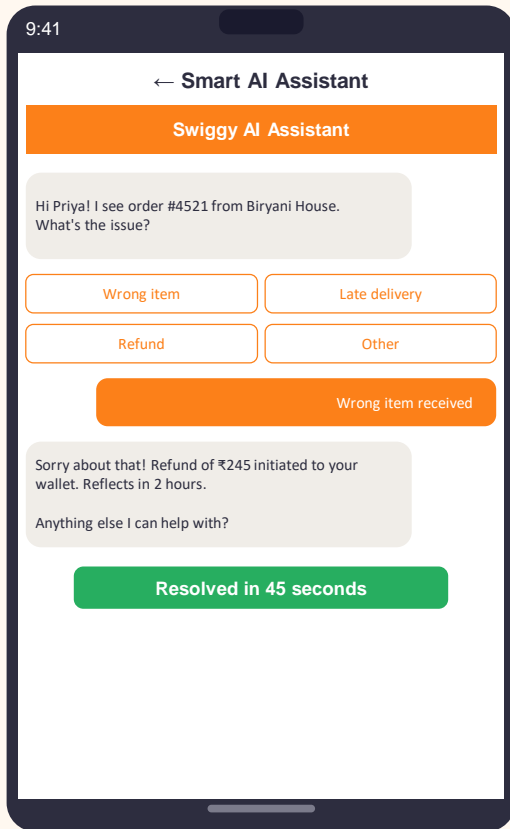 9:41
← Smart AI Assistant
Swiggy AI Assistant
Hi Priya! I see order #4521 from Biryani House.
What's the issue?
Wrong item
Late delivery
Refund
Other
Wrong item received
Sorry about that! Refund of ₹245 initiated to your
wallet. Reflects in 2 hours.
Anything else I can help with?
Resolved in 45 seconds